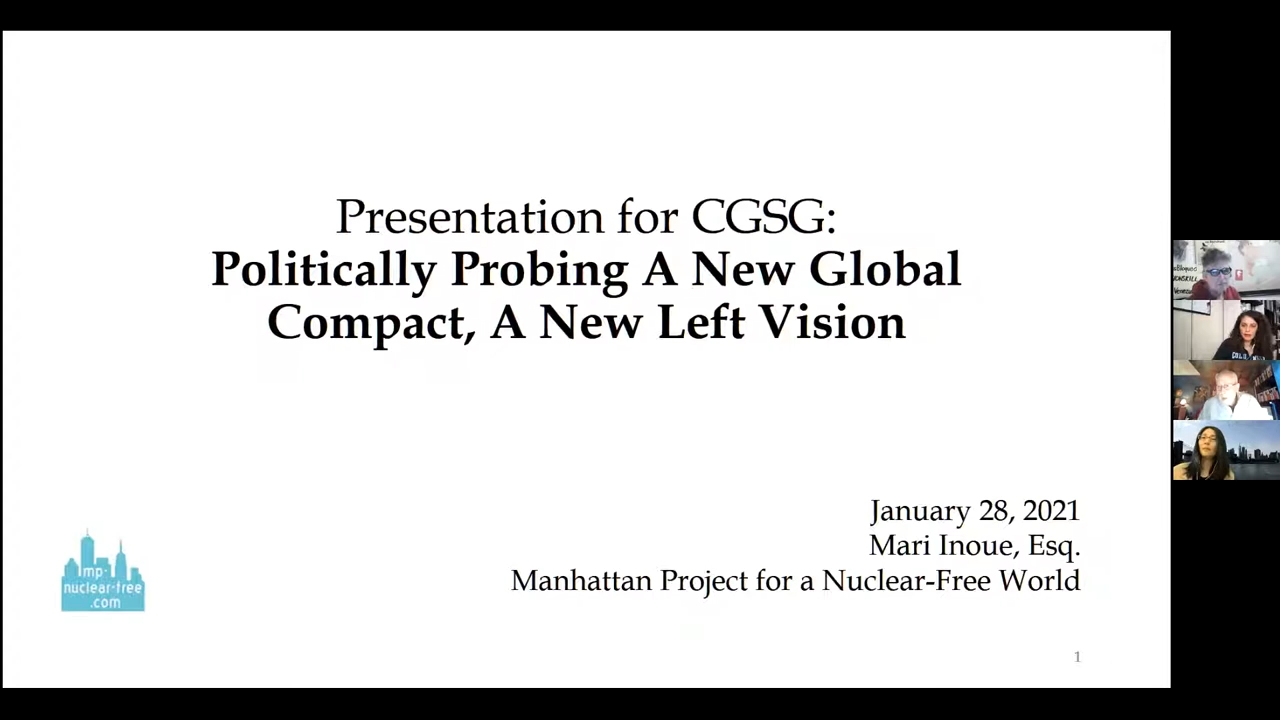 Presentation for CGSG:
Politically Probing A New Global
Compact, A New Left Vision
January 28, 2021
Mari Inoue, Esq.
Manhattan Project for a Nuclear-Free World
mp-
nuclear-free
.com
1